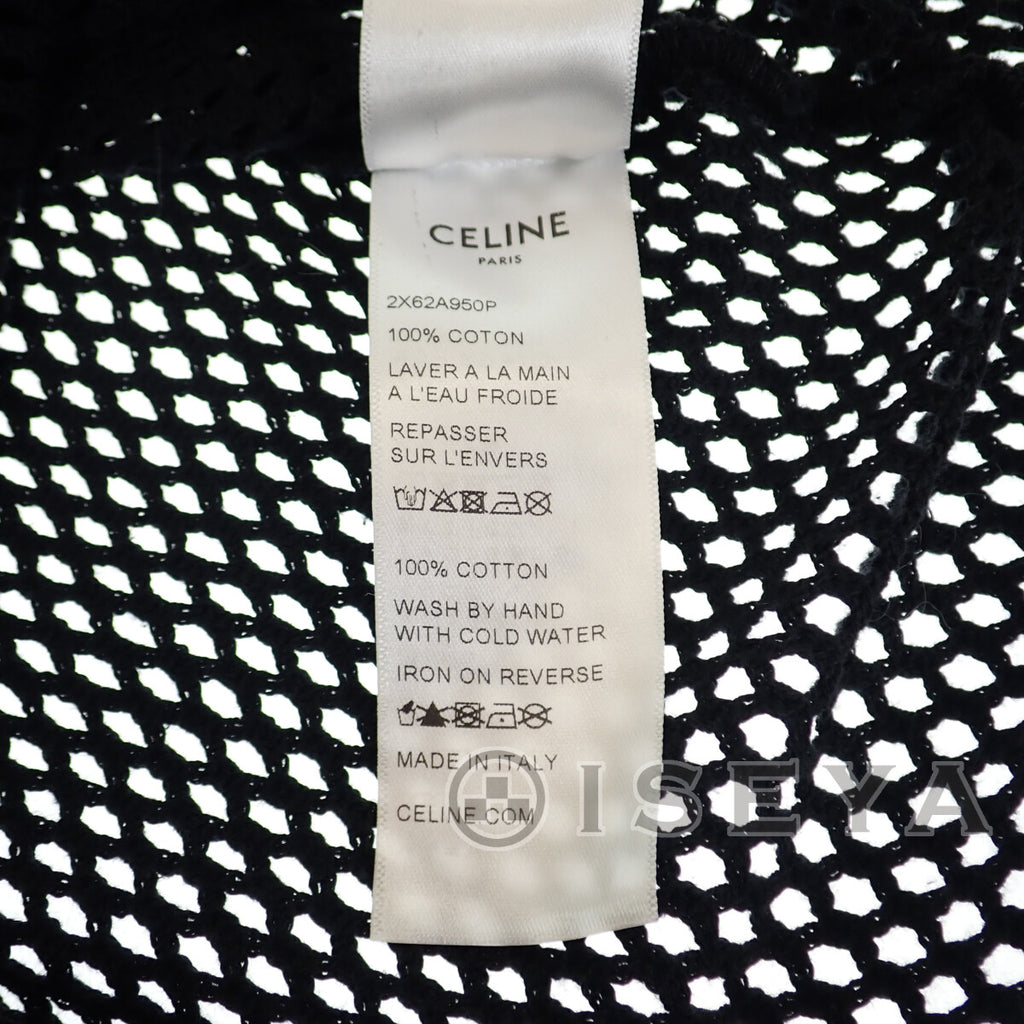 CELINE
PARIS
2X62A950P
100% COTON
LAVER A LA MAIN
A L'EAU FROIDE
REPASSER
SUR L'ENVERS
100% COTTON
WASH BY HAND
WITH COLD WATER
IRON ON REVERSE
MADE IN ITALY
CELINE.COM
ISEYA